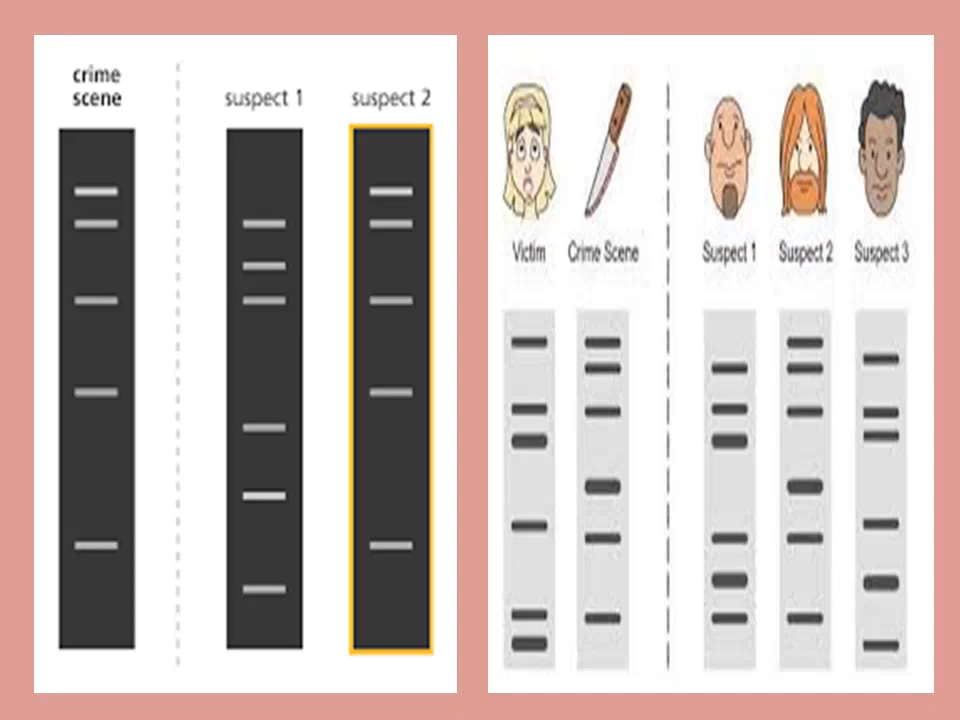 crime
scene
suspect 1
suspect 2
Victim
Crime Scene
Suspect 1
Suspect 2
Suspect 3